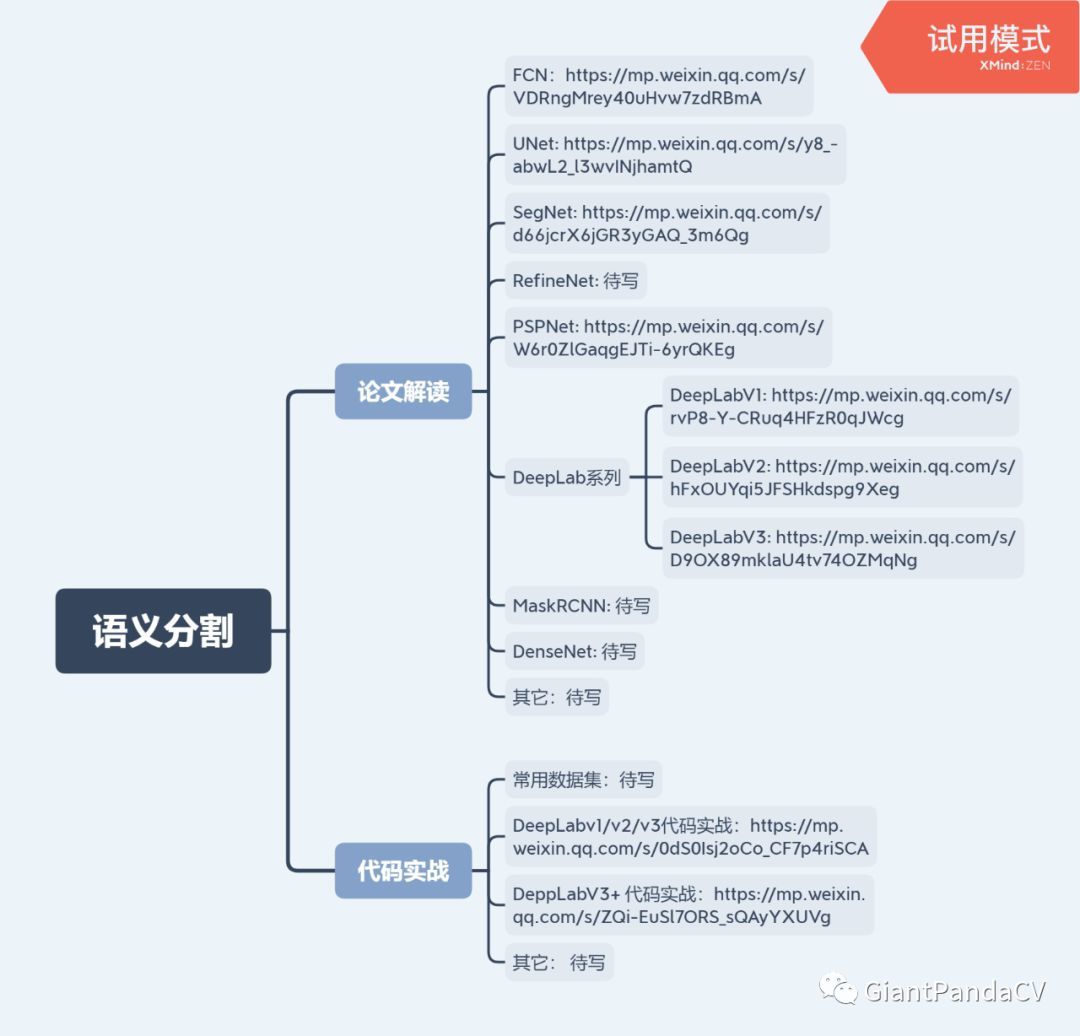 试用模式
XMind:ZEN
语义分割
论文解读
FCN：https://mp.weixin.qq.com/s/
VDRngMrey40uHvw7zdRBmA
UNet: https://mp.weixin.qq.com/s/y8_-
abwL2_l3wvlNjhamtQ
SegNet: https://mp.weixin.qq.com/s/
d66jcrX6jGR3yGAQ_3m6Qg
RefineNet: 待写
PSPNet: https://mp.weixin.qq.com/s/
W6r0ZlGaqgEJTi-6yrQKEg
DeepLab系列
DeepLabV1: https://mp.weixin.qq.com/s/
rvP8-Y-CRuq4HFzR0qJWcg
DeepLabV2: https://mp.weixin.qq.com/s/
hFxOUYqi5JFSHkdspg9Xeg
DeepLabV3: https://mp.weixin.qq.com/s/
D9OX89mklaU4tv74OZMqNg
MaskRCNN: 待写
DenseNet: 待写
其它：待写
代码实战
常用数据集：待写
DeepLabv1/v2/v3代码实战：https://mp.
weixin.qq.com/s/0dS0Isj2oCo_CF7p4riSCA
DeppLabV3+ 代码实战：https://mp.weixin.
qq.com/s/ZQi-EuSl7ORS_sQAyYXUVg
其它： 待写
GiantPandaCV